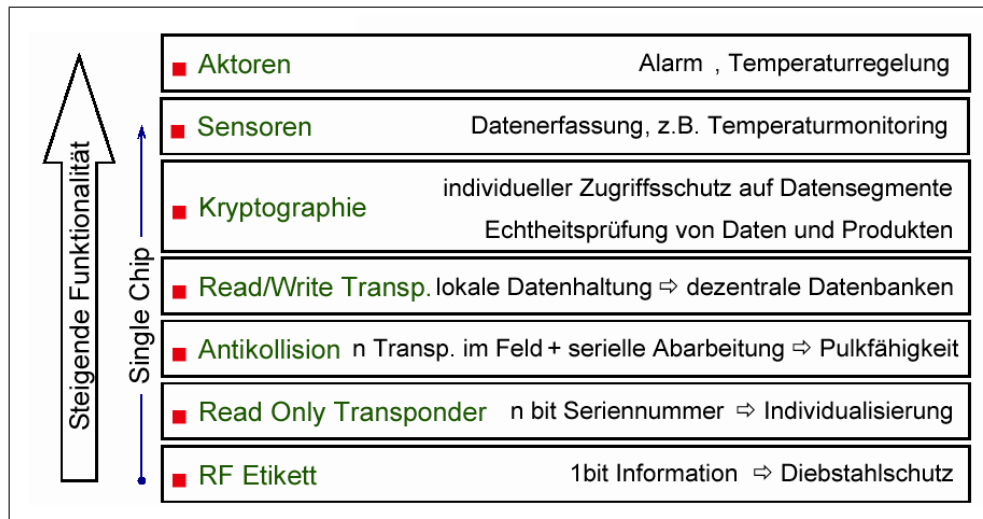 Steigende Funktionalität
Single Chip
Aktoren Alarm , Temperaturregelung
Sensoren Datenerfassung, z.B. Temperaturmonitoring
Kryptographie
individueller Zugriffsschutz auf Datensegmente
Echtheitsprüfung von Daten und Produkten
Read/Write Transp. lokale Datenhaltung ⇨ dezentrale Datenbanken
Antikollision n Transp. im Feld + serielle Abarbeitung ⇨ Pulkfähigkeit
Read Only Transponder n bit Seriennummer ⇨ Individualisierung
RF Etikett 1bit Information ⇨ Diebstahlschutz